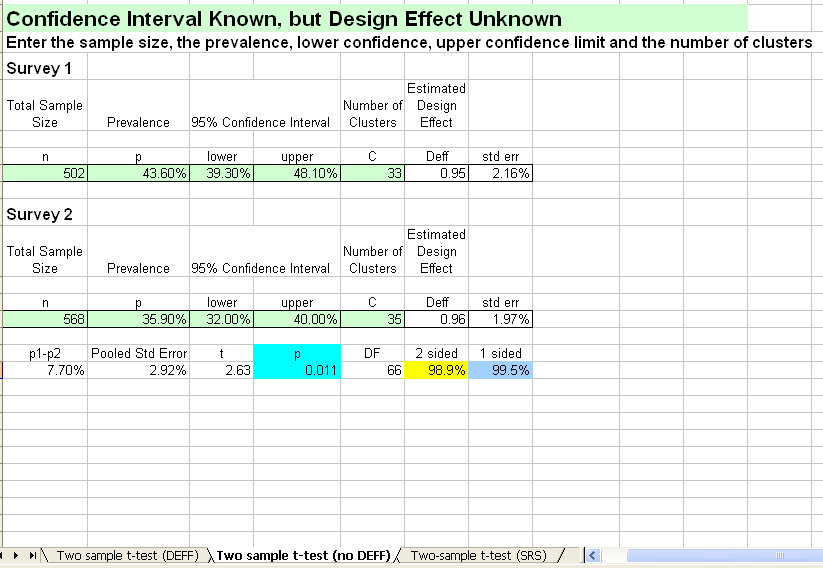 Confidence Interval Known, but Design Effect Unknown
Enter the sample size, the prevalence, lower confidence, upper confidence limit and the number of clusters
Survey 1
Estimated
Total Sample Number of Design
Size Prevalence 95% Confidence Interval Clusters Effect
n p lower upper C Deff std err
502 43.60% 39.30% 48.10% 33 0.95 2.16%
Survey 2
Estimated
Total Sample Number of Design
Size Prevalence 95% Confidence Interval Clusters Effect
n p lower upper C Deff std err
568 35.90% 32.00% 40.00% 35 0.96 1.97%
p1-p2 Pooled Std Error t p DF 2 sided 1 sided
7.70% 2.92% 2.63 0.011 66 98.9% 99.5%
Two sample t-test (DEFF) Two sample t-test (no DEFF) Two-sample t-test (SRS)